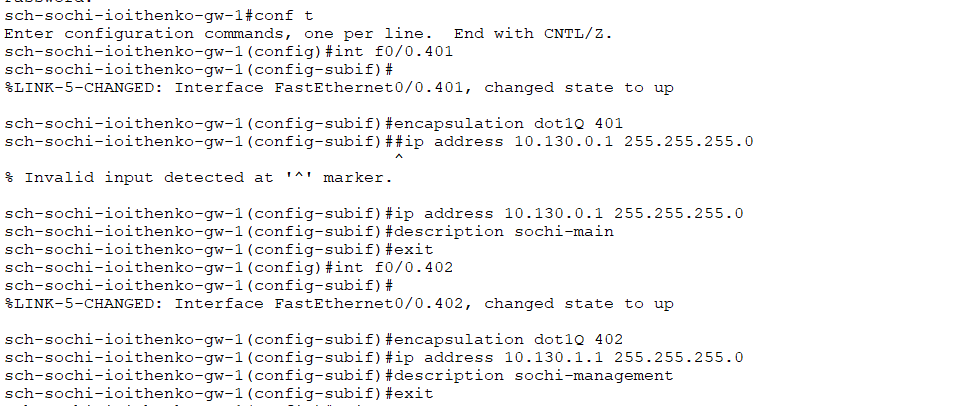 sch-sochi-ioithenko-gw-1#conf t
Enter configuration commands, one per line.  End with CNTL/Z.
sch-sochi-ioithenko-gw-1(config)#int f0/0.401
sch-sochi-ioithenko-gw-1(config-subif)#
%LINK-5-CHANGED: Interface FastEthernet0/0.401, changed state to up
sch-sochi-ioithenko-gw-1(config-subif)#encapsulation dot1Q 401
sch-sochi-ioithenko-gw-1(config-subif)##ip address 10.130.0.1 255.255.255.0
^
% Invalid input detected at '^' marker.
sch-sochi-ioithenko-gw-1(config-subif)#ip address 10.130.0.1 255.255.255.0
sch-sochi-ioithenko-gw-1(config-subif)#description sochi-main
sch-sochi-ioithenko-gw-1(config-subif)#exit
sch-sochi-ioithenko-gw-1(config)#int f0/0.402
sch-sochi-ioithenko-gw-1(config-subif)#
%LINK-5-CHANGED: Interface FastEthernet0/0.402, changed state to up
sch-sochi-ioithenko-gw-1(config-subif)#encapsulation dot1Q 402
sch-sochi-ioithenko-gw-1(config-subif)#ip address 10.130.1.1 255.255.255.0
sch-sochi-ioithenko-gw-1(config-subif)#description sochi-management
sch-sochi-ioithenko-gw-1(config-subif)#exit